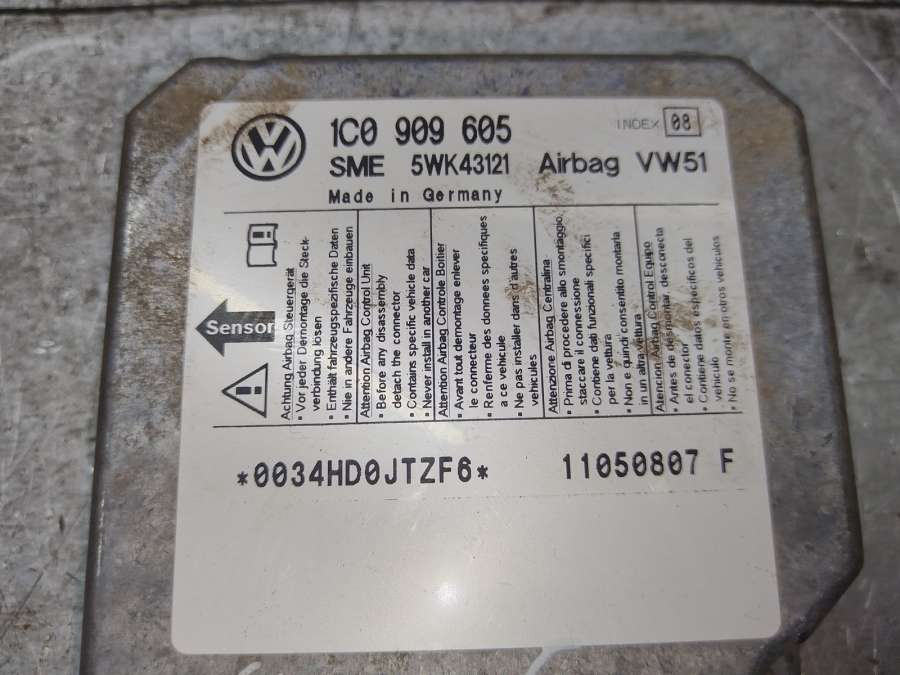 1C0 909 605
INDEX 08
SME 5WK43121 Airbag VW51
Made in Germany
Sensor
Achtung Airbag Steuergerät
• Vor jeder Demontage die Steck-
verbindung lösen
• Enthält fahrzeugspezifische Daten
• Nie in andere Fahrzeuge einbauen
Attention Airbag Control Unit
• Before any disassembly
detach the connector
• Contains specific vehicle data
• Never install in another car
Attention Airbag Controle Boitier
• Avant tout demontage enlever
le connecteur
• Renferme des donnees specifiques
a ce vehicule
• Ne pas installer dans d'autres
vehicules
Attenzione Airbag Centralina
• Prima di procedere allo smontaggio,
staccare il connessione
• Contiene dati funzionali specifici
per la vettura
• Non e quindi consentito montarla
in un altra vettura
Atencion Airbag Control Equipo
• Antes de desmontar, desconecta
el conector
• Contiene datos especificos del
vehiculo
• No se monte en otros vehiculos
*0034HD0JTZF6* 11050807 F